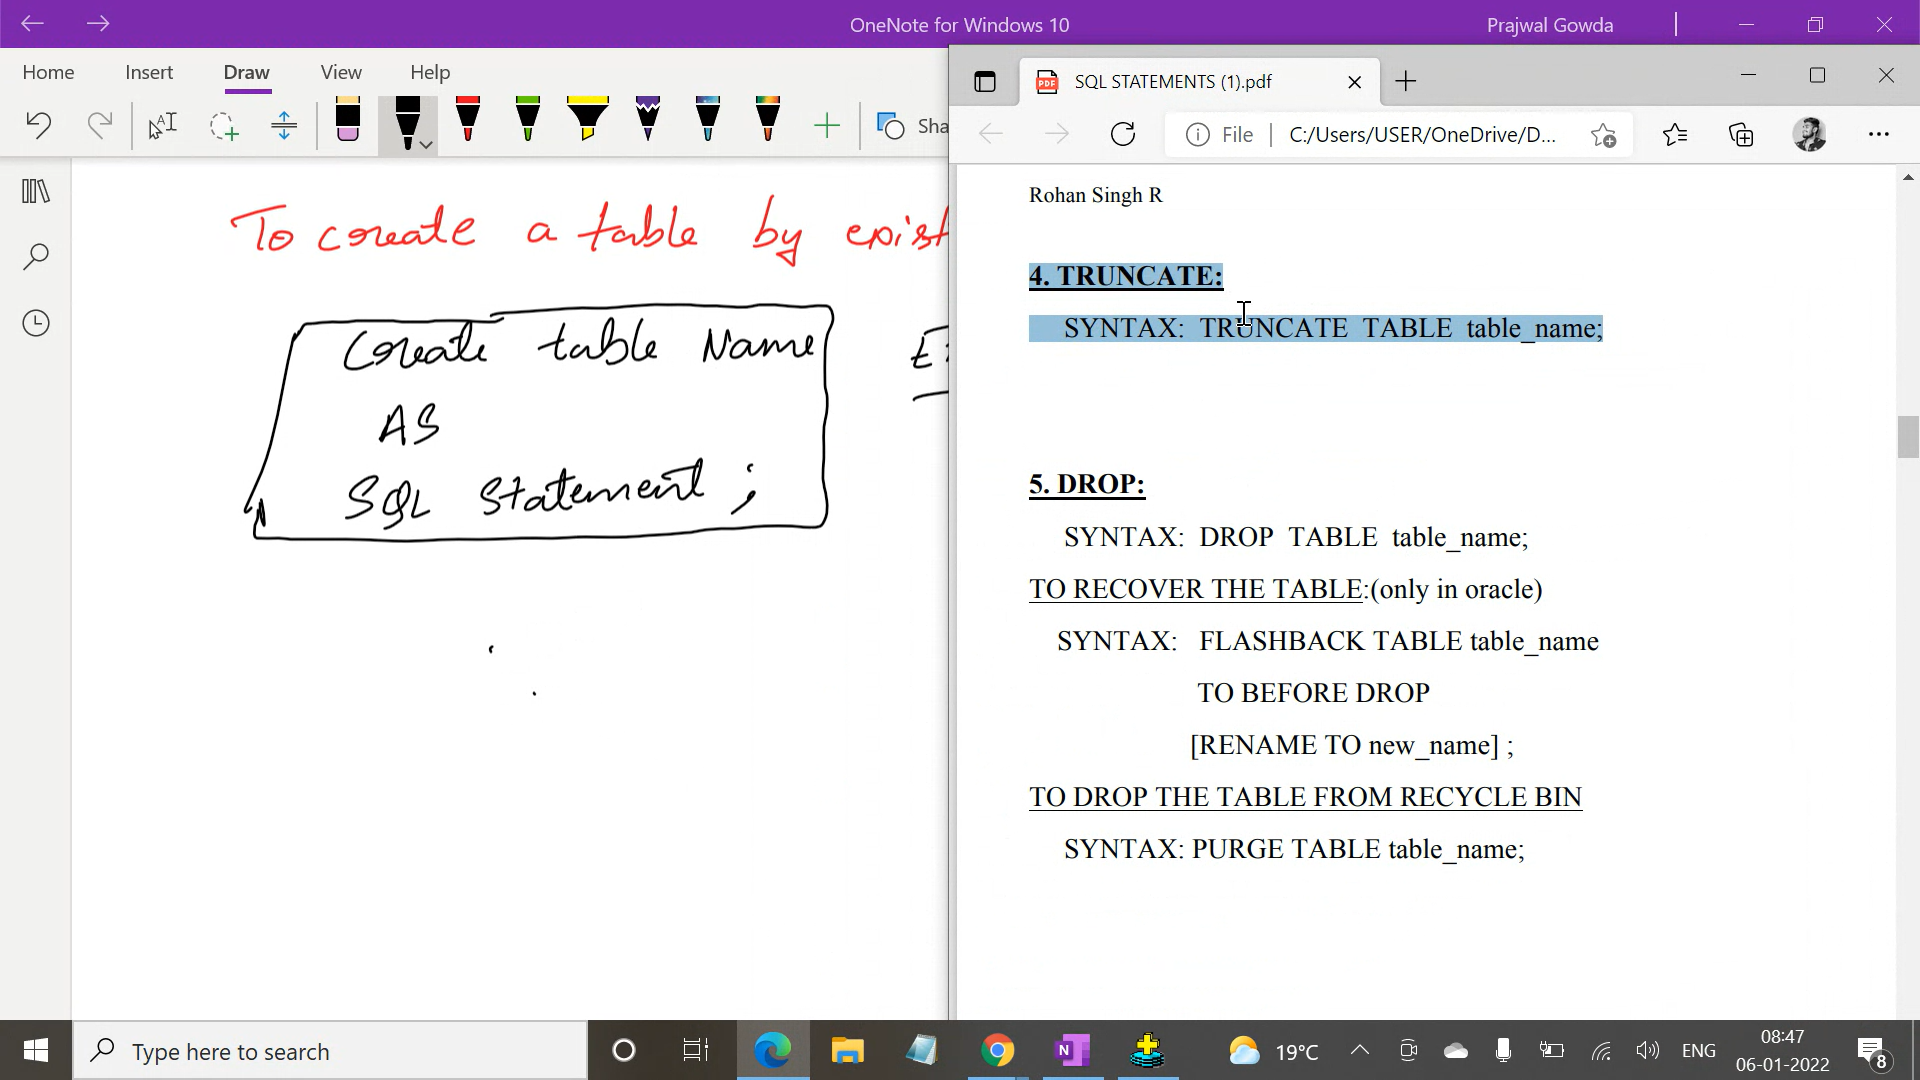 OneNote for Windows 10
Prajwal Gowda
Home Insert Draw View Help
Sha
To create a table by exist
Create table Name
AS
SQL Statement ;
SQL STATEMENTS (1).pdf
File C:/Users/USER/OneDrive/D...
Rohan Singh R
4. TRUNCATE:
SYNTAX: TRUNCATE TABLE table_name;
5. DROP:
SYNTAX: DROP TABLE table_name;
TO RECOVER THE TABLE:(only in oracle)
SYNTAX: FLASHBACK TABLE table_name
TO BEFORE DROP
[RENAME TO new_name] ;
TO DROP THE TABLE FROM RECYCLE BIN
SYNTAX: PURGE TABLE table_name;
Type here to search
19°C
ENG
08:47
06-01-2022
8